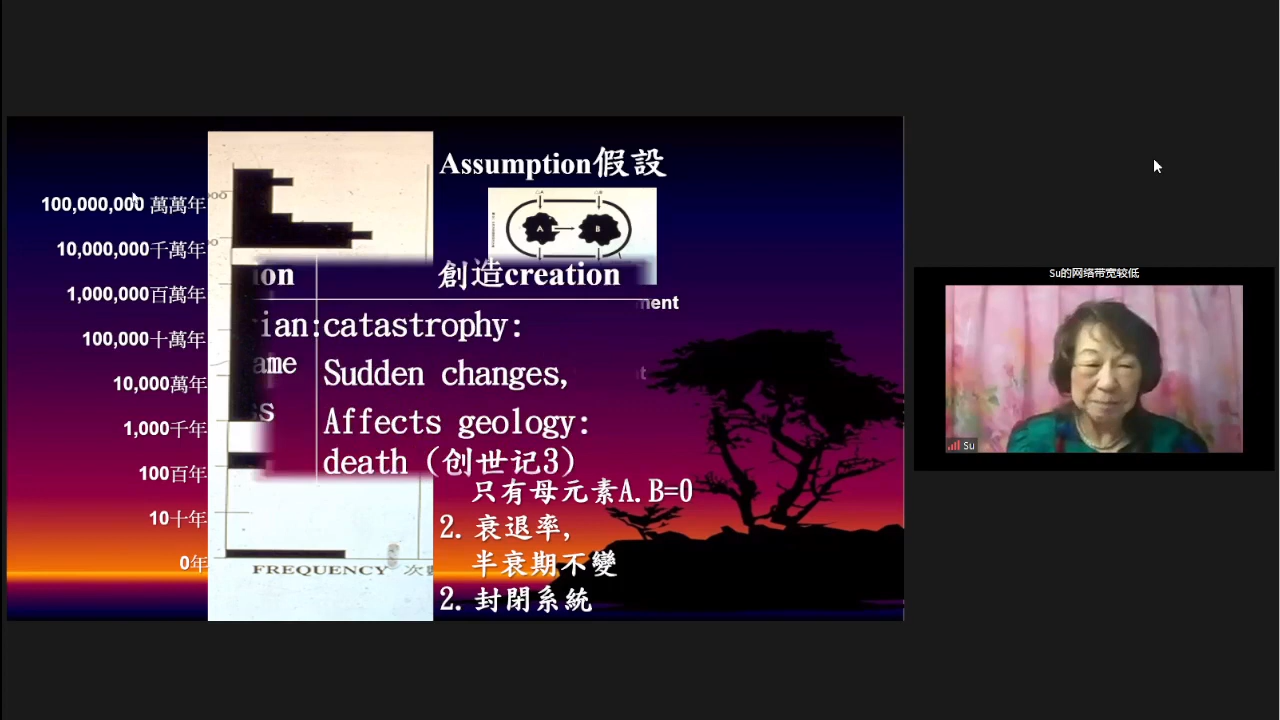 Assumption假設
100,000,000 萬萬年
10,000,000千萬年
A
B
ion
創造creation
1,000,000百萬年
ment
ian:
catastrophy:
100,000十萬年
ame
Sudden changes,
10,000萬年
ss
Affects geology:
1,000千年
death (创世记3)
100百年
只有母元素A.B=0
10十年
2. 衰退率,
半衰期不變
0年
FREQUENCY 次
2. 封閉系統
Su的网络带宽较低
Su